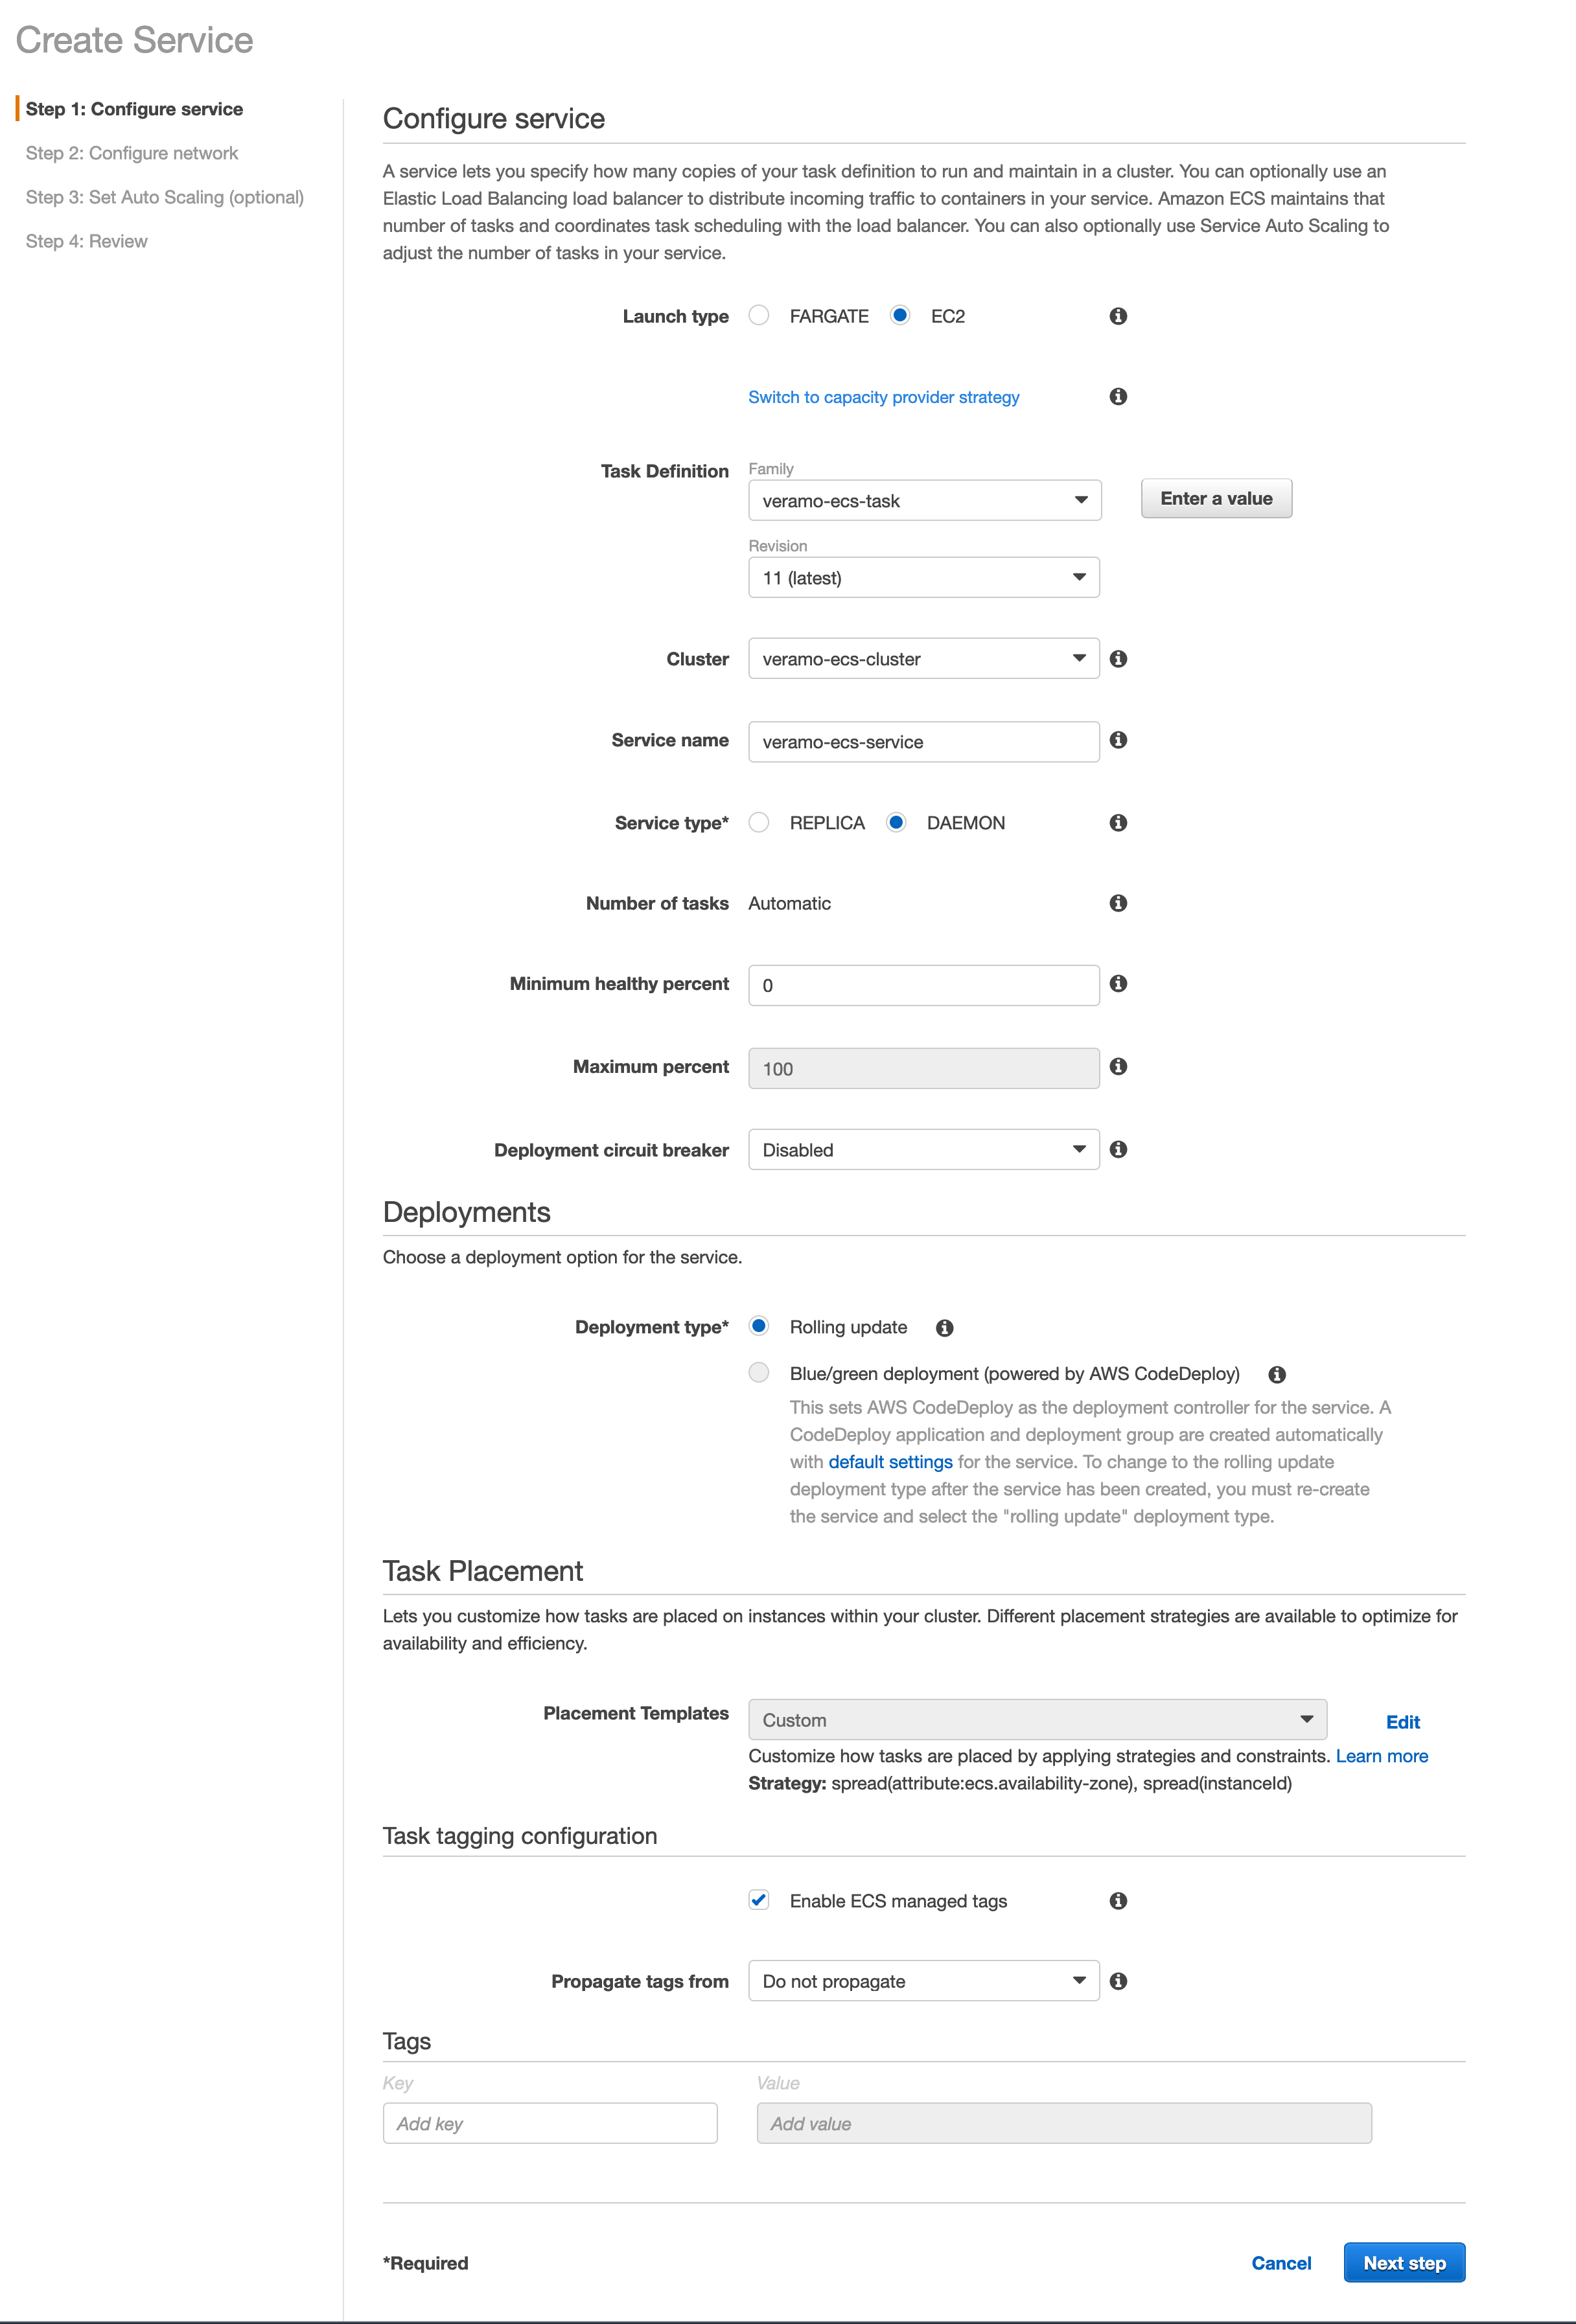 Create Service
Step 1: Configure service
Step 2: Configure network
Step 3: Set Auto Scaling (optional)
Step 4: Review
Configure service
A service lets you specify how many copies of your task definition to run and maintain in a cluster. You can optionally use an
Elastic Load Balancing load balancer to distribute incoming traffic to containers in your service. Amazon ECS maintains that
number of tasks and coordinates task scheduling with the load balancer. You can also optionally use Service Auto Scaling to
adjust the number of tasks in your service.
Launch type FARGATE EC2
Switch to capacity provider strategy
Task Definition Family
veramo-ecs-task Enter a value
Revision
11 (latest)
Cluster veramo-ecs-cluster
Service name veramo-ecs-service
Service type* REPLICA DAEMON
Number of tasks Automatic
Minimum healthy percent 0
Maximum percent 100
Deployment circuit breaker Disabled
Deployments
Choose a deployment option for the service.
Deployment type* Rolling update
Blue/green deployment (powered by AWS CodeDeploy)
This sets AWS CodeDeploy as the deployment controller for the service. A
CodeDeploy application and deployment group are created automatically
with default settings for the service. To change to the rolling update
deployment type after the service has been created, you must re-create
the service and select the "rolling update" deployment type.
Task Placement
Lets you customize how tasks are placed on instances within your cluster. Different placement strategies are available to optimize for
availability and efficiency.
Placement Templates Custom Edit
Customize how tasks are placed by applying strategies and constraints. Learn more
Strategy: spread(attribute:ecs.availability-zone), spread(instanceId)
Task tagging configuration
Enable ECS managed tags
Propagate tags from Do not propagate
Tags
Key Value
Add key Add value
*Required Cancel Next step